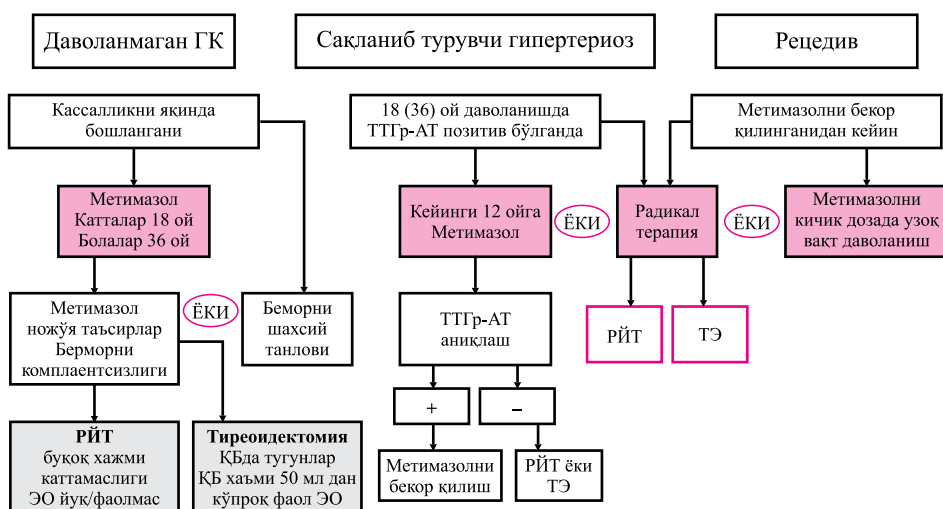 Даволанмаган ГК
Сақланиб турувчи гипертериоз
Рецедив
Кассалликни яқинда
бошлангани
18 (36) ой даволанишда
ТТГр-АТ позитив бўлганда
Метимазолни бекор
қилинганидан кейин
Метимазол
Катталар 18 ой
Болалар 36 ой
Кейинги 12 ойга
Метимазол
ЁКИ
Радикал
терапия
ЁКИ
Метимазолни
кичик дозада узоқ
вақт даволаниш
Метимазол
ножўя таъсирлар
Берморни
комплаентсизлиги
ЁКИ
Беморни
шахсий
танлови
ТТГр-АТ
аниқлаш
РЙТ
ТЭ
+
–
РЙТ
буқоқ хажми
каттамаслиги
ЭО йук/фаолмас
Тиреоидектомия
ҚБда тугунлар
ҚБ хаъми 50 мл дан
кўпроқ фаол ЭО
Метимазолни
бекор қилиш
РЙТ ёки
ТЭ